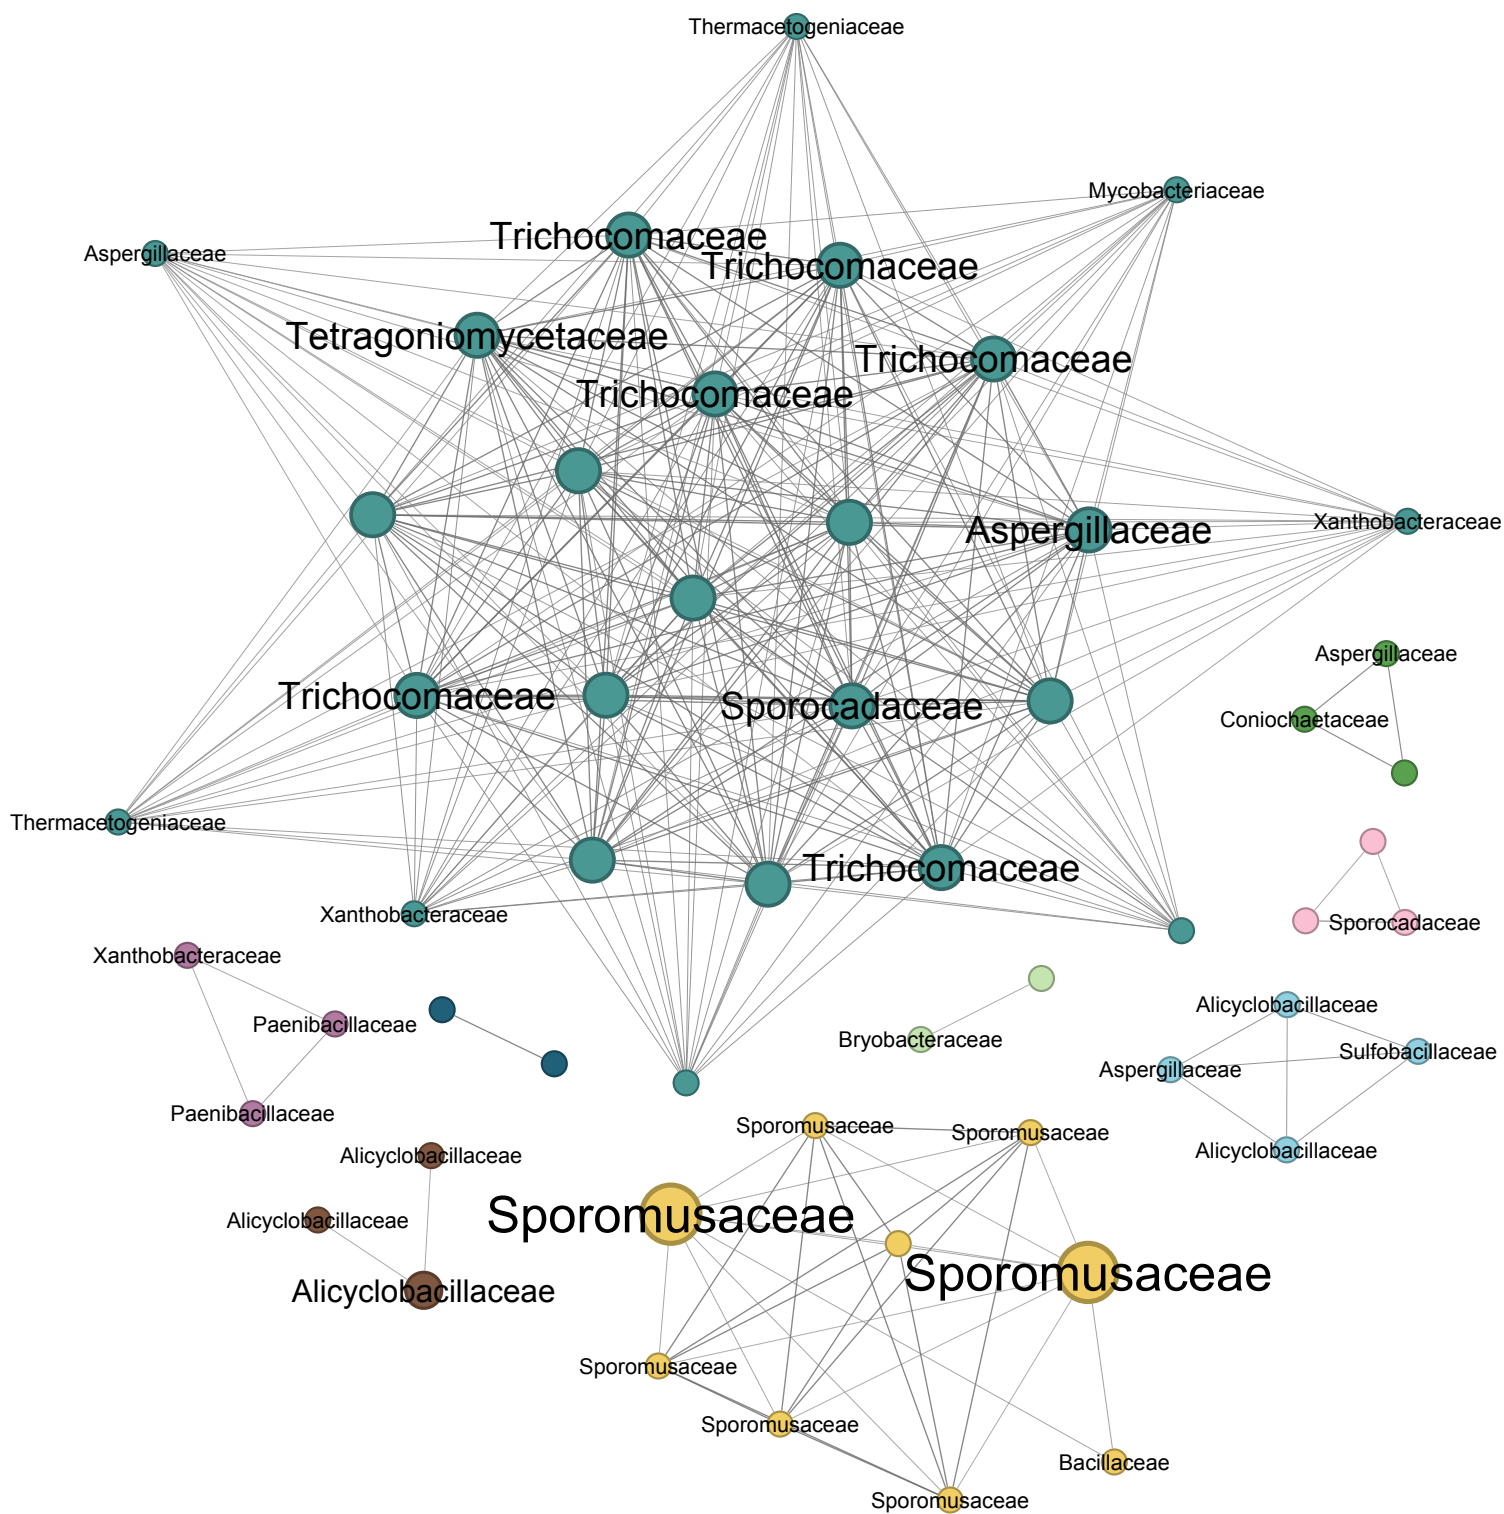 Thermacetogeniaceae
Mycobacteriaceae
Trichocomaceae
Aspergillaceae
Trichocomaceae
Tetragoniomycetaceae
Trichocomaceae
Trichocomaceae
Xanthobacteraceae
Aspergillaceae
Aspergillaceae
Trichocomaceae
Sporocadaceae
Coniochaetaceae
Thermacetogeniaceae
Trichocomaceae
Xanthobacteraceae
Sporocadaceae
Xanthobacteraceae
Alicyclobacillaceae
Paenibacillaceae
Bryobacteraceae
Sulfobacillaceae
Aspergillaceae
Paenibacillaceae
Sporomusaceae
Sporomusaceae
Alicyclobacillaceae
Alicyclobacillaceae
Sporomusaceae
Alicyclobacillaceae
Sporomusaceae
Alicyclobacillaceae
Sporomusaceae
Sporomusaceae
Bacillaceae
Sporomusaceae